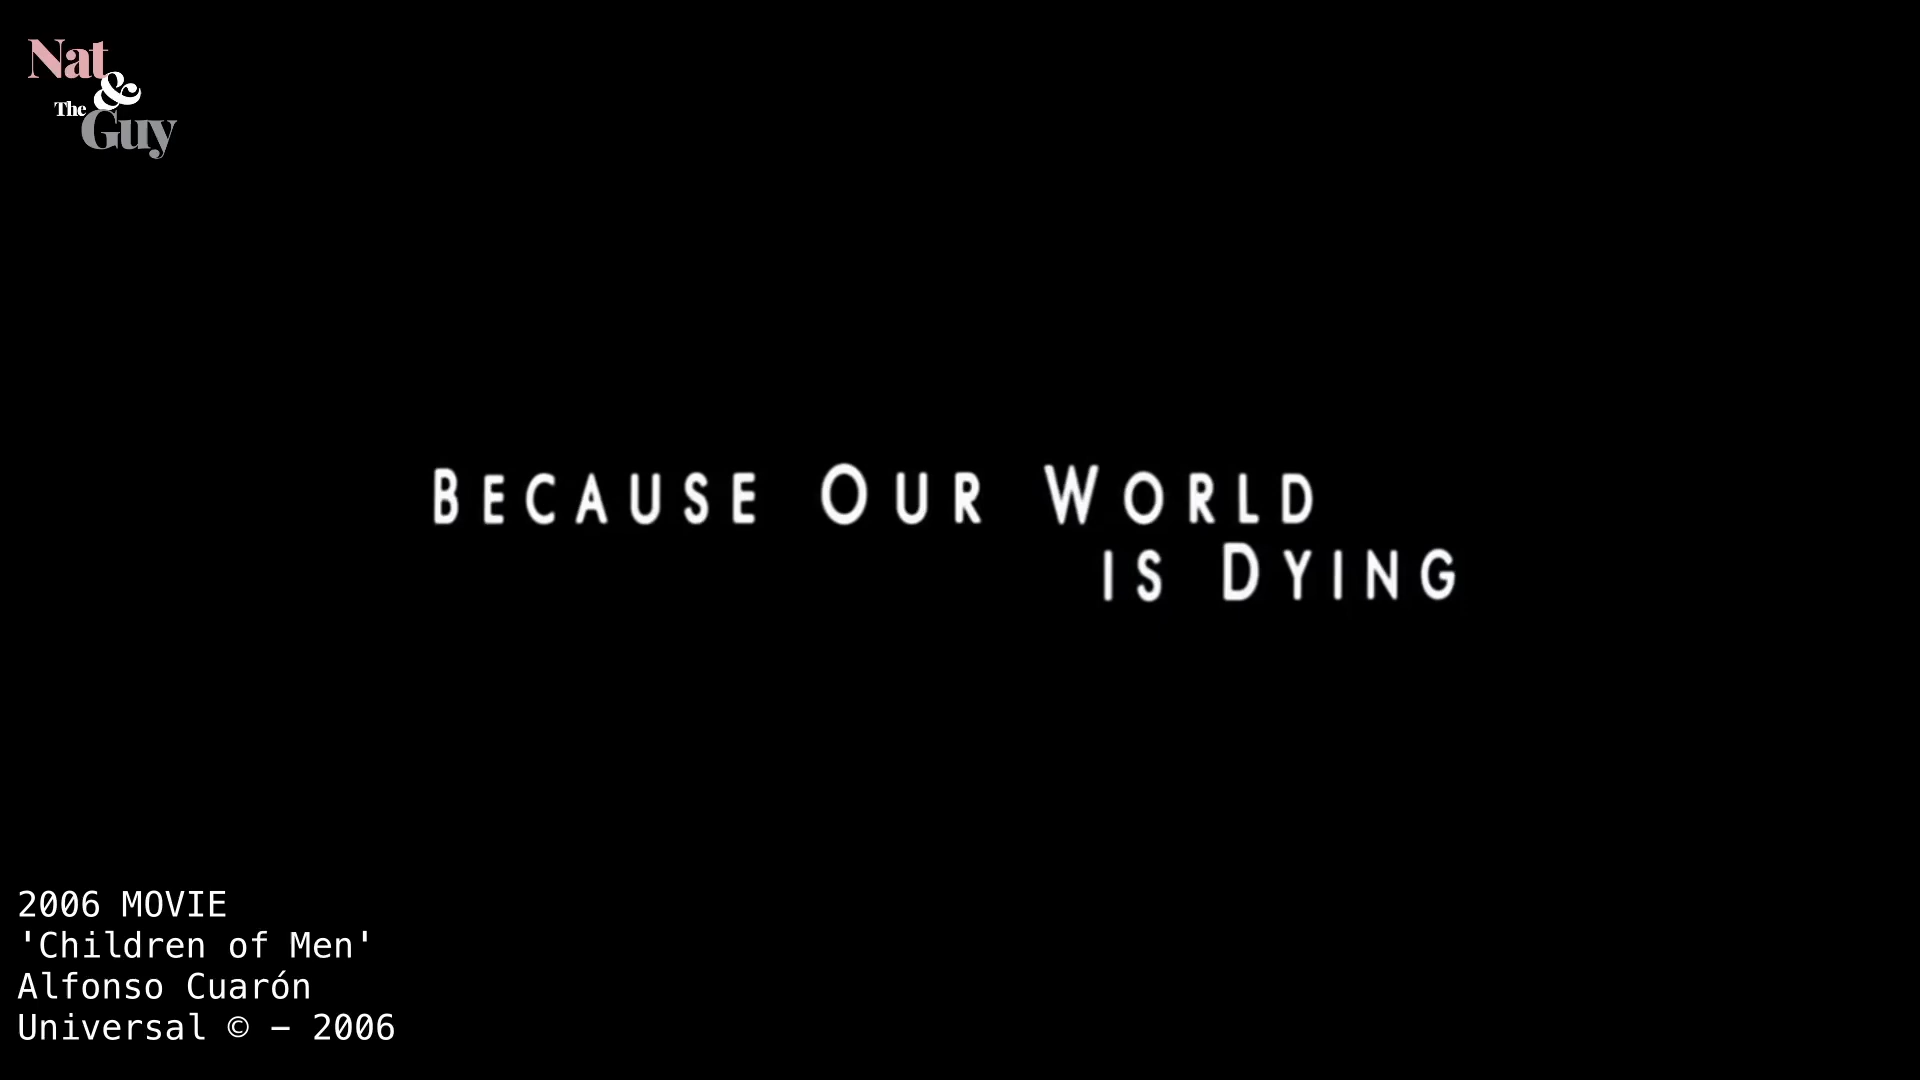 Nat
&
The
Guy
BECAUSE OUR WORLD
IS DYING
2006 MOVIE
'Children of Men'
Alfonso Cuarón
Universal © – 2006